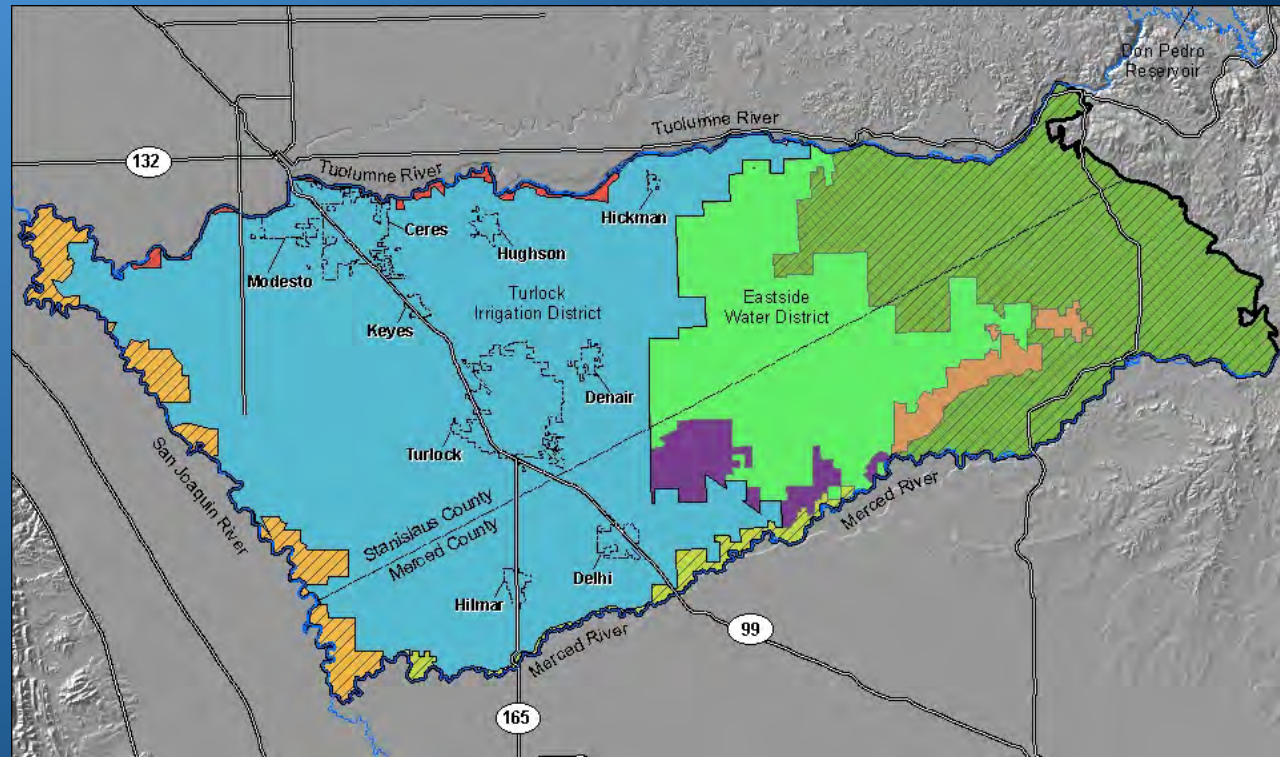 Don Pedro
Reservoir
Tuolumne River
132
Tuolumne River
Hickman
Ceres
Hughson
Modesto
Turlock
Irrigation District
Eastside
Water District
Keyes
Denair
Turlock
San Joaquin River
Stanislaus County
Merced County
Merced River
Delhi
Hilmar
99
Merced River
165